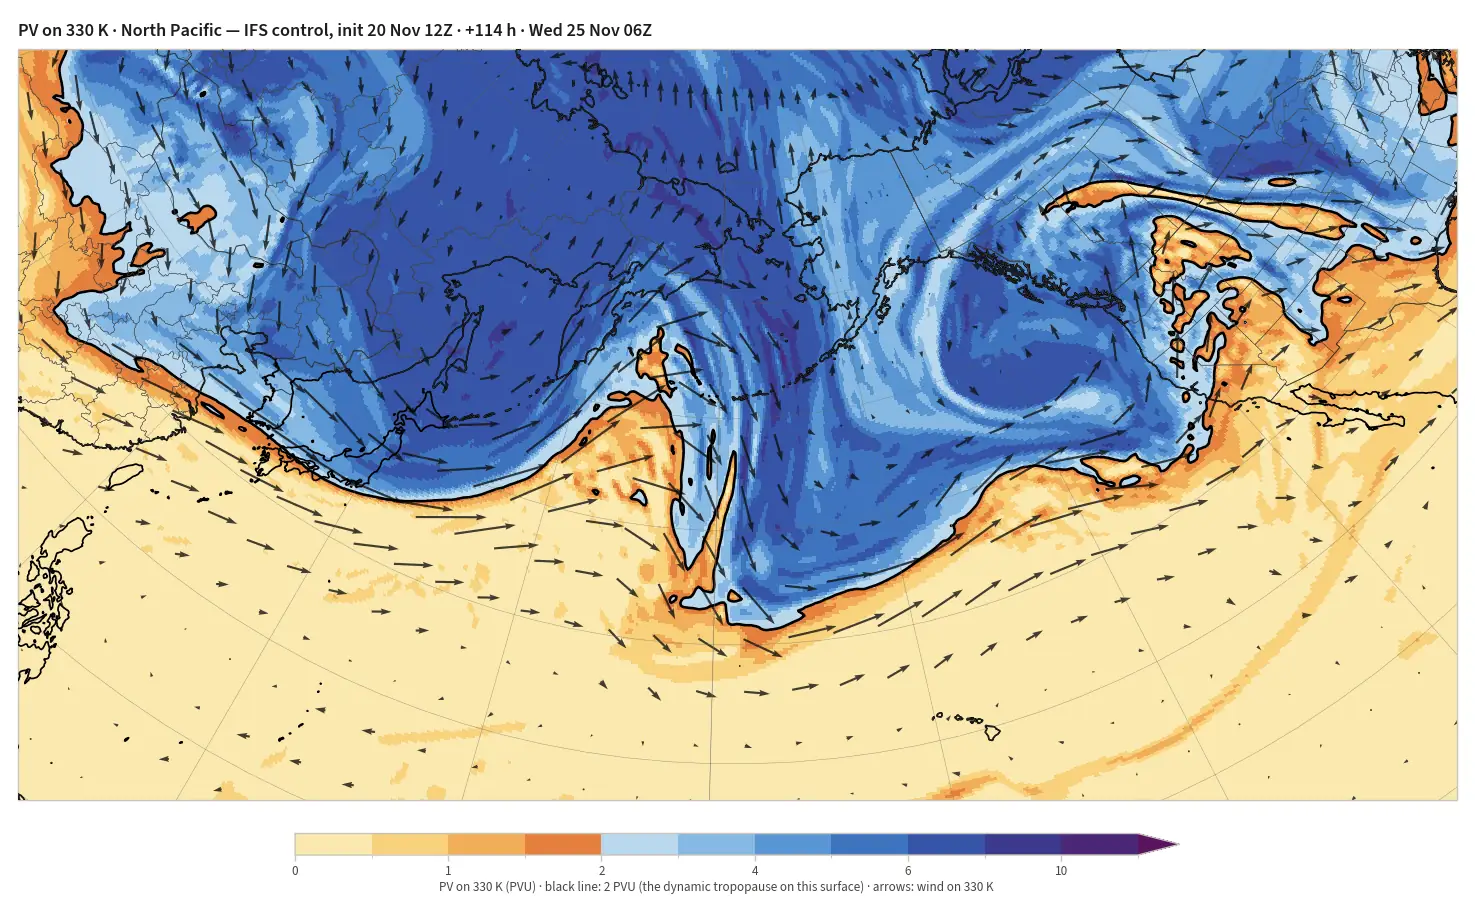 PV on 330 K · North Pacific — IFS control, init 20 Nov 12Z · +114 h · Wed 25 Nov 06Z
0 1 2 4 6 10
PV on 330 K (PVU) · black line: 2 PVU (the dynamic tropopause on this surface) · arrows: wind on 330 K